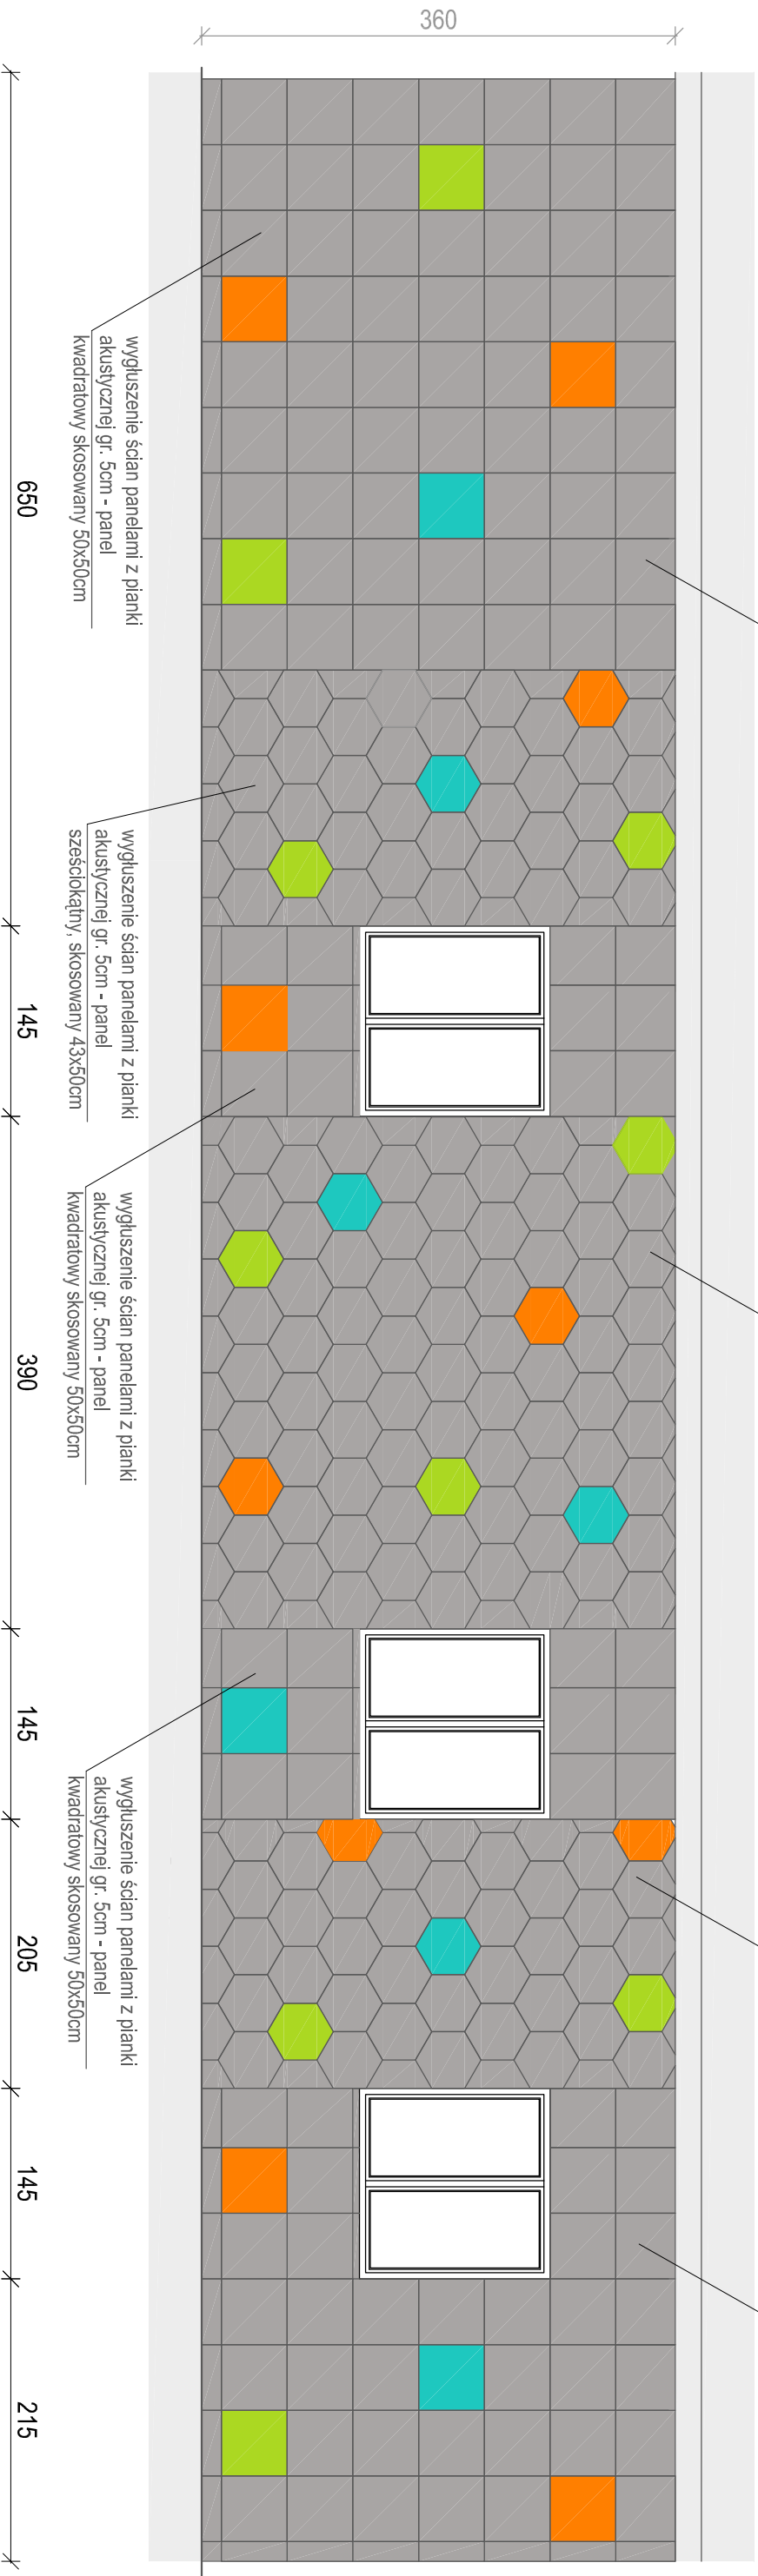 360
650
145
390
145
205
145
215
wygłuszenie ścian panelami z pianki
akustycznej gr. 5cm - panel
kwadratowy skosowany 50x50cm
wygłuszenie ścian panelami z pianki
akustycznej gr. 5cm - panel
sześciokątny, skosowany 43x50cm
wygłuszenie ścian panelami z pianki
akustycznej gr. 5cm - panel
kwadratowy skosowany 50x50cm
wygłuszenie ścian panelami z pianki
akustycznej gr. 5cm - panel
kwadratowy skosowany 50x50cm